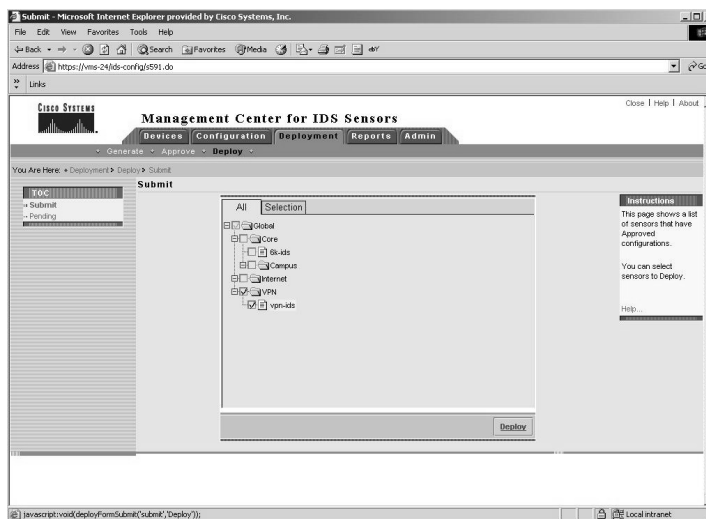 Submit - Microsoft Internet Explorer provided by Cisco Systems, Inc.
File Edit View Favorites Tools Help
Back Search Favorites Media
Address https://vms-24/ids-config/s591.do Go
Links
Close | Help | About
CISCO SYSTEMS
Management Center for IDS Sensors
Devices Configuration Deployment Reports Admin
Generate Approve Deploy
You Are Here: Deployment > Deploy > Submit
TOC
Submit
Pending
Submit
All Selection
Global
Core
6k-ids
Campus
Internet
VPN
vpn-ids
Deploy
Instructions
This page shows a list
of sensors that have
Approved
configurations.
You can select
sensors to Deploy.
Help...
javascript:void(deployFormSubmit('submit','Deploy'));
Local intranet